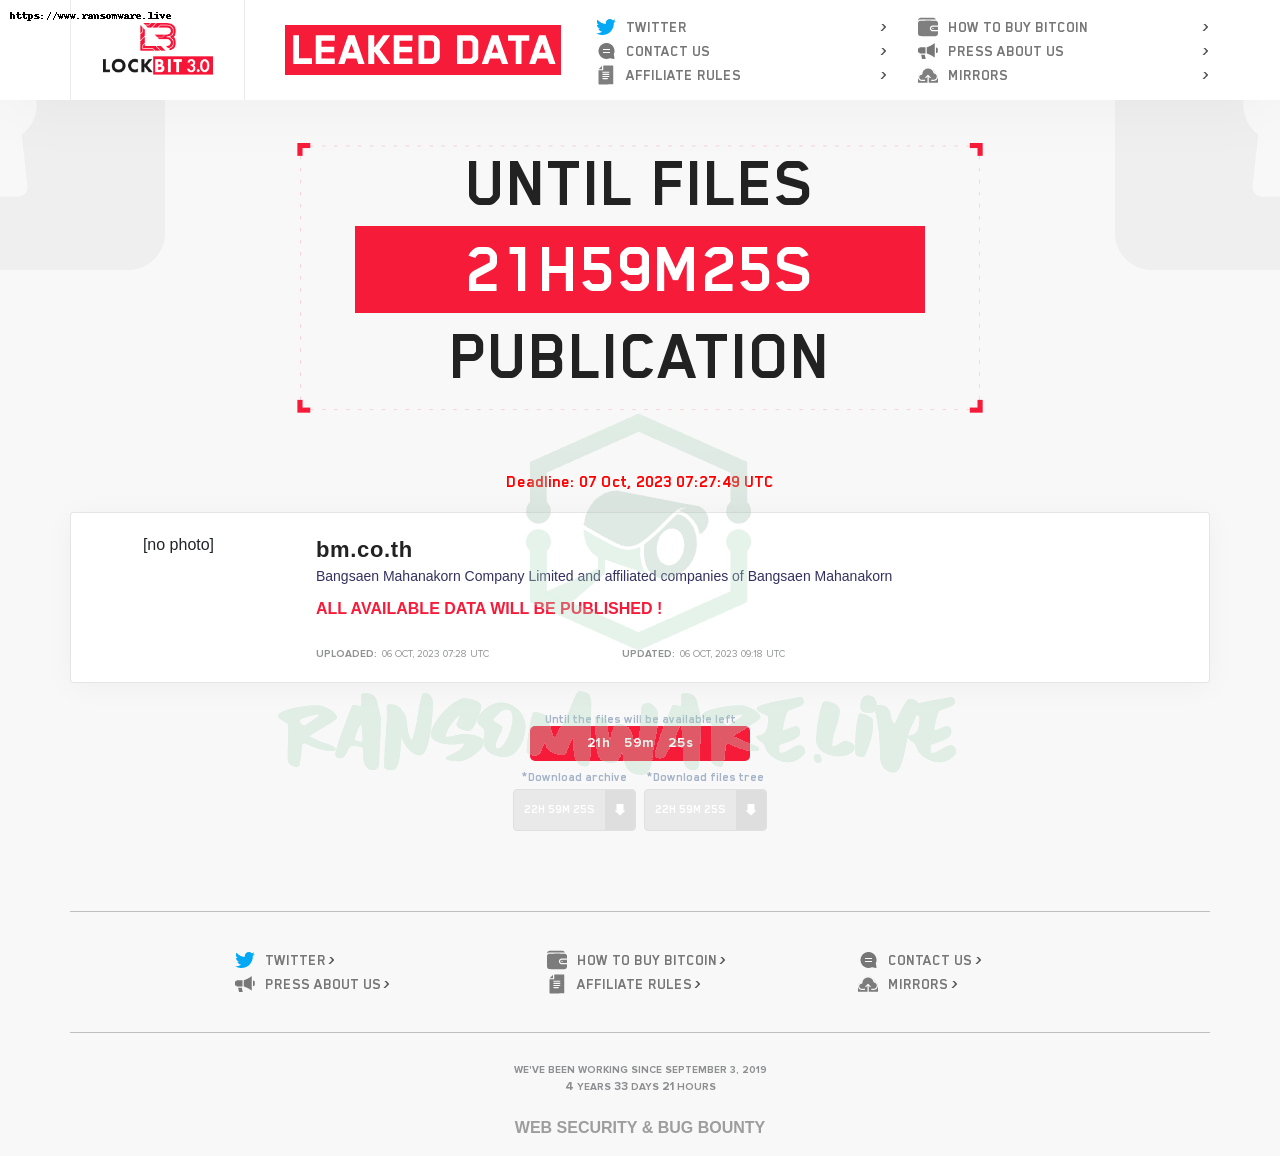 https://www.ransomware.live
LOCKBIT 3.0
LEAKED DATA
TWITTER >
CONTACT US >
AFFILIATE RULES >
HOW TO BUY BITCOIN >
PRESS ABOUT US >
MIRRORS >
UNTIL FILES
21H59M25S
PUBLICATION
Deadline: 07 Oct, 2023 07:27:49 UTC
[no photo]
bm.co.th
Bangsaen Mahanakorn Company Limited and affiliated companies of Bangsaen Mahanakorn
ALL AVAILABLE DATA WILL BE PUBLISHED !
UPLOADED: 06 OCT, 2023 07:28 UTC
UPDATED: 06 OCT, 2023 09:18 UTC
RANSOMWARE.LIVE
Until the files will be available left
21h 59m 25s
*Download archive
*Download files tree
22H 59M 25S
22H 59M 25S
TWITTER >
PRESS ABOUT US >
HOW TO BUY BITCOIN >
AFFILIATE RULES >
CONTACT US >
MIRRORS >
WE'VE BEEN WORKING SINCE SEPTEMBER 3, 2019
4 YEARS 33 DAYS 21 HOURS
WEB SECURITY & BUG BOUNTY